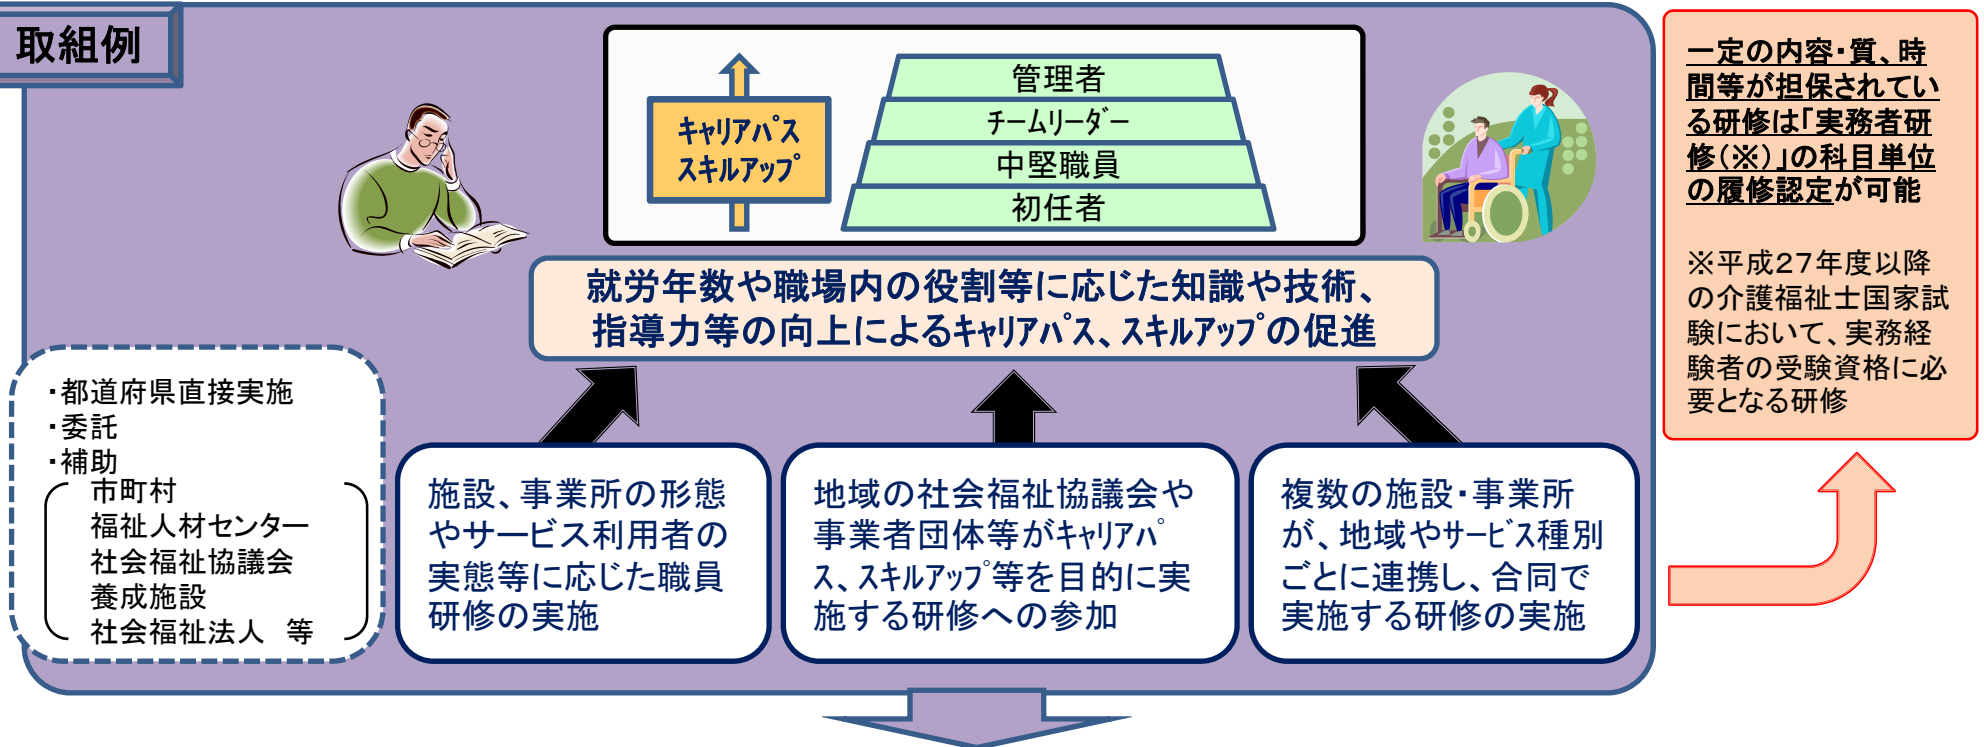 取組例
キャリアパス
スキルアップ
管理者
チームリーダー
中堅職員
初任者
就労年数や職場内の役割等に応じた知識や技術、
指導力等の向上によるキャリアパス、スキルアップの促進
・都道府県直接実施
・委託
・補助
市町村
福祉人材センター
社会福祉協議会
養成施設
社会福祉法人 等
施設、事業所の形態
やサービス利用者の
実態等に応じた職員
研修の実施
地域の社会福祉協議会や
事業者団体等がキャリアパ
ス、スキルアップ等を目的に実
施する研修への参加
複数の施設・事業所
が、地域やサービス種別
ごとに連携し、合同で
実施する研修の実施
一定の内容・質、時
間等が担保されてい
る研修は「実務者研
修(※)」の科目単位
の履修認定が可能
※平成27年度以降
の介護福祉士国家試
験において、実務経
験者の受験資格に必
要となる研修